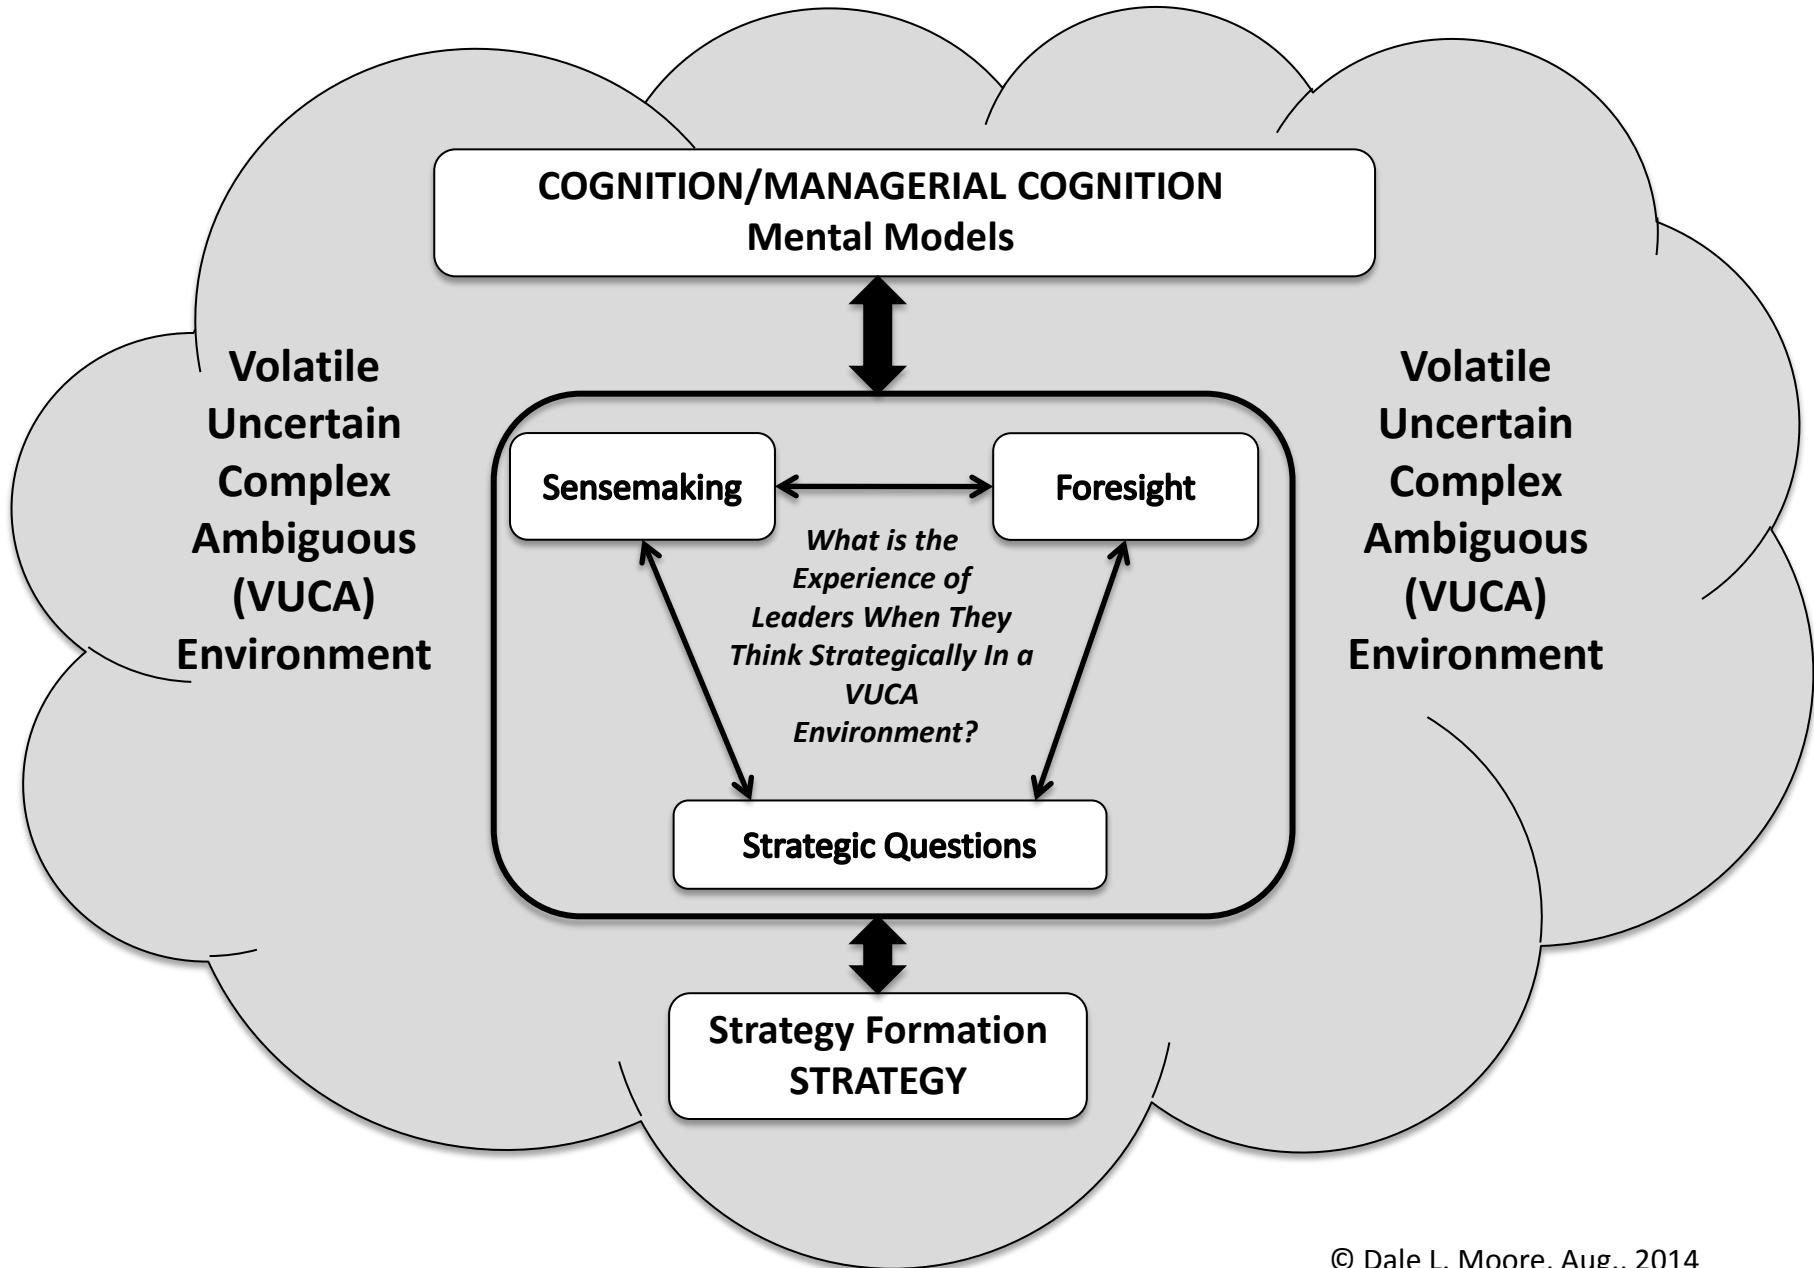 COGNITION/MANAGERIAL COGNITION
Mental Models
Volatile
Uncertain
Complex
Ambiguous
(VUCA)
Environment
Sensemaking
Foresight
What is the
Experience of
Leaders When They
Think Strategically In a
VUCA
Environment?
Strategic Questions
Volatile
Uncertain
Complex
Ambiguous
(VUCA)
Environment
Strategy Formation
STRATEGY
© Dale L. Moore, Aug., 2014